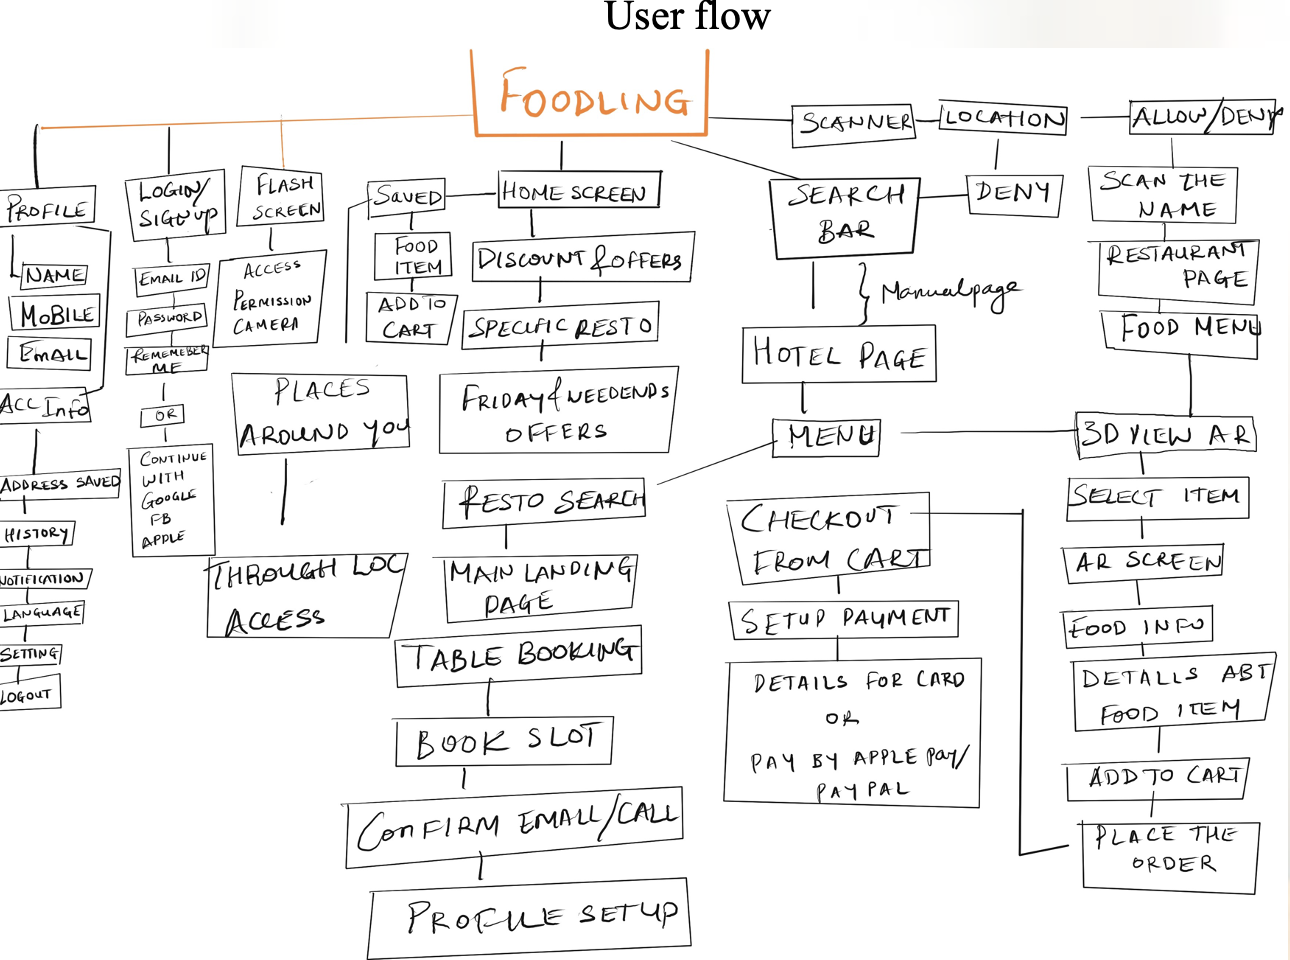 User flow
FOODLING
PROFILE
NAME
MOBILE
EMAIL
ACC Info
ADDRESS SAVED
HISTORY
NOTIFICATION
LANGUAGE
SETTING
LOGOUT
LOGIN/
SIGNUP
EMAIL ID
PASSWORD
REMEMEBER
ME
OR
CONTINUE
WITH
GOOGLE
FB
APPLE
FLASH
SCREEN
ACCESS
PERMISSION
CAMERA
SAVED
FOOD
ITEM
ADD TO
CART
PLACES
AROUND YOU
THROUGH LOC
ACCESS
HOME SCREEN
DISCOUNT & OFFERS
SPECIFIC RESTO
FRIDAY & WEEDENDS
OFFERS
RESTO SEARCH
MAIN LANDING
PAGE
TABLE BOOKING
BOOK SLOT
CONFIRM EMAIL/CALL
PROFILE SETUP
SEARCH
BAR
Manual page
HOTEL PAGE
MENU
CHECKOUT
FROM CART
SETUP PAYMENT
DETAILS FOR CARD
OR
PAY BY APPLE PAY/
PAYPAL
SCANNER
LOCATION
DENY
ALLOW/DENY
SCAN THE
NAME
RESTAURANT
PAGE
FOOD MENU
3D VIEW AR
SELECT ITEM
AR SCREEN
FOOD INFO
DETAILS ABT
FOOD ITEM
ADD TO CART
PLACE THE
ORDER